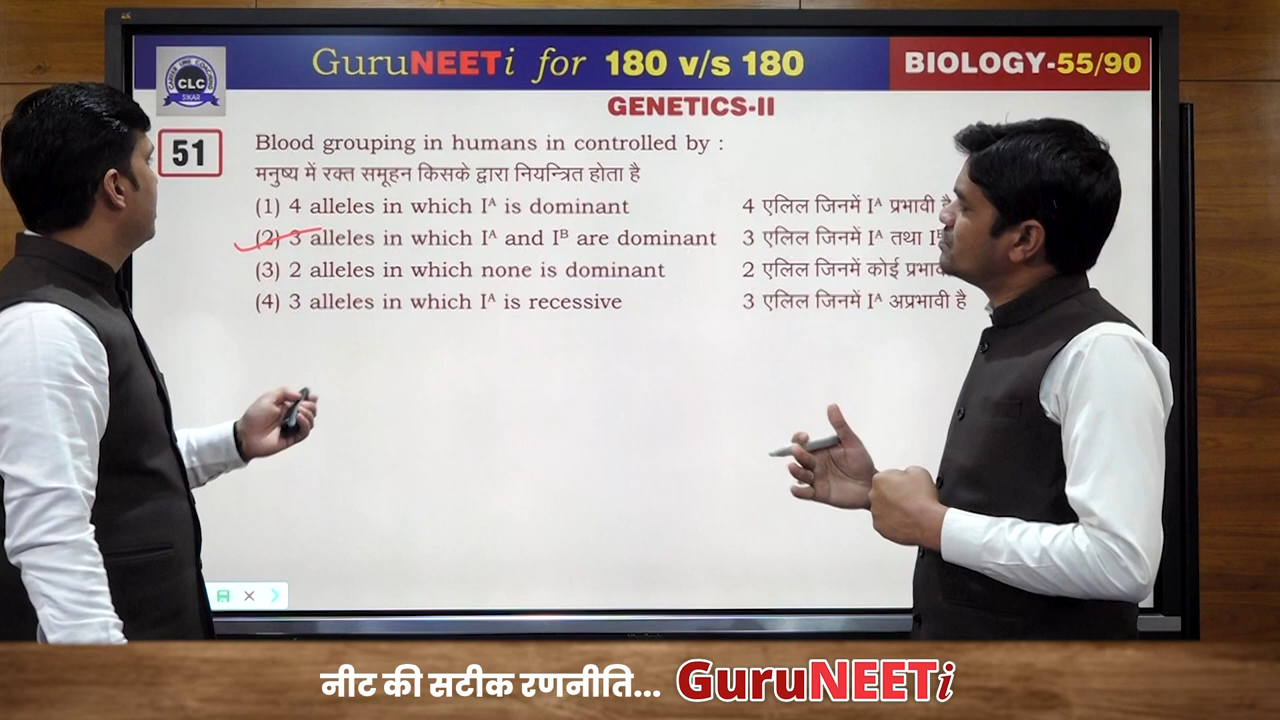 GuruNEETi for 180 v/s 180
BIOLOGY-55/90
CLC
SIKAR
GENETICS-II
51
Blood grouping in humans in controlled by :
मनुष्य में रक्त समूहन किसके द्वारा नियन्त्रित होता है
(1) 4 alleles in which Iᴬ is dominant 4 एलिल जिनमें Iᴬ प्रभावी
(2) 3 alleles in which Iᴬ and Iᴮ are dominant 3 एलिल जिनमें Iᴬ तथा
(3) 2 alleles in which none is dominant 2 एलिल जिनमें कोई
(4) 3 alleles in which Iᴬ is recessive 3 एलिल जिनमें Iᴬ अप्रभावी है
नीट की सटीक रणनीति... GuruNEETi